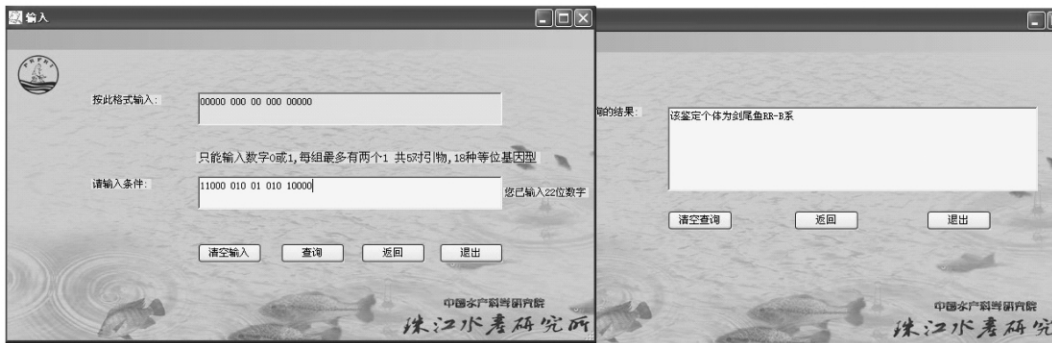 输入
按此格式输入:
00000 000 00 000 00000
只能输入数字0或1,每组最多有两个1 共5对引物,18种等位基因型
请输入条件:
11000 010 01 010 10000
您已输入22位数字
清空输入
查询
返回
退出
中国水产科学研究院
珠江水产研究所
询的结果:
该鉴定个体为剑尾鱼RR-B系
清空查询
返回
退出
中国水产科学研究院
珠江水产研究